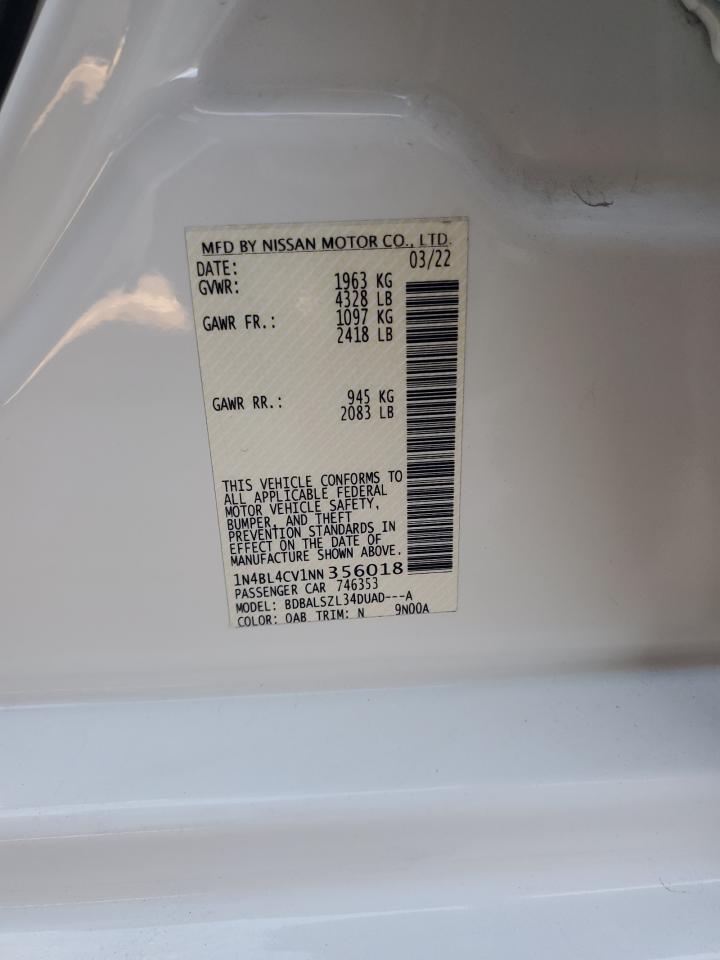 MFD BY NISSAN MOTOR CO., LTD.
DATE: 03/22
GVWR: 1963 KG
4328 LB
GAWR FR.: 1097 KG
2418 LB
GAWR RR.: 945 KG
2083 LB
THIS VEHICLE CONFORMS TO
ALL APPLICABLE FEDERAL
MOTOR VEHICLE SAFETY,
BUMPER, AND THEFT
PREVENTION STANDARDS IN
EFFECT ON THE DATE OF
MANUFACTURE SHOWN ABOVE.
1N4BL4CV1NN 356018
PASSENGER CAR 746353
MODEL: BDBALSZL34DUAD---A
COLOR: QAB TRIM: N 9N00A